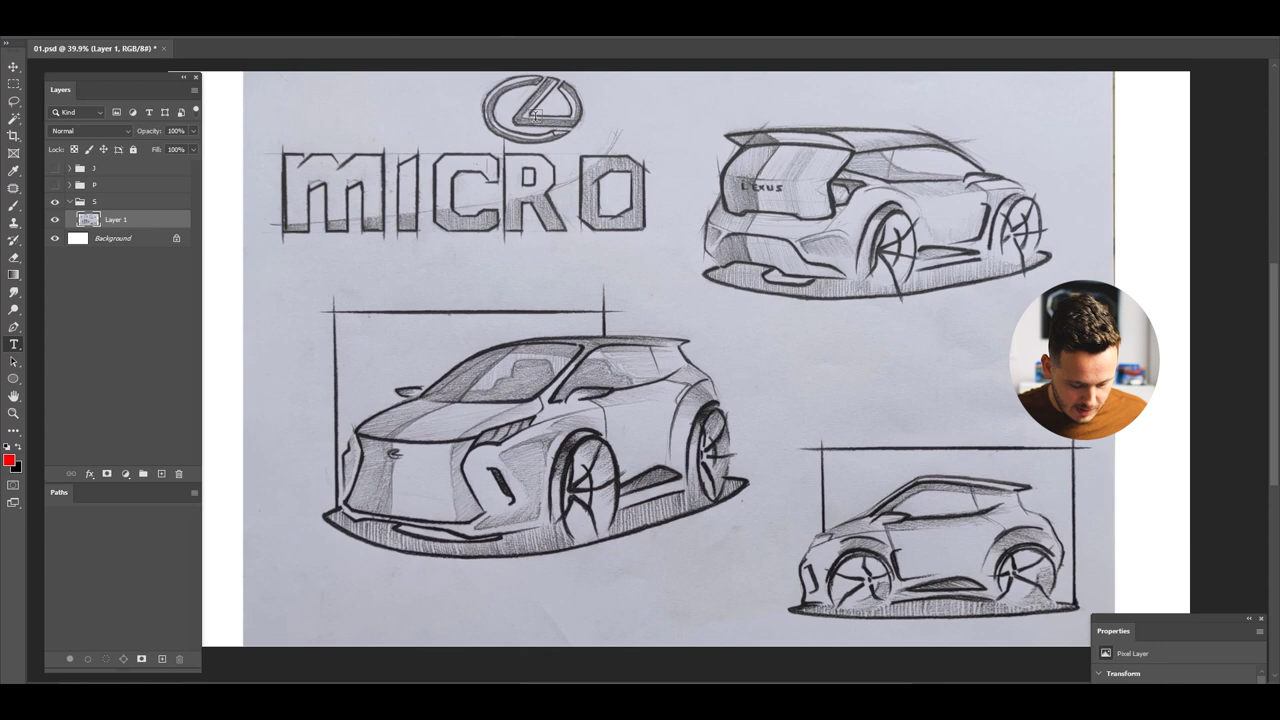 01.psd @ 39.9% (Layer 1, RGB/8#) *
Layers
Kind
Normal
Opacity: 100%
Lock:
Fill: 100%
J
P
S
Layer 1
Background
Paths
MICRO
LEXUS
Properties
Pixel Layer
Transform